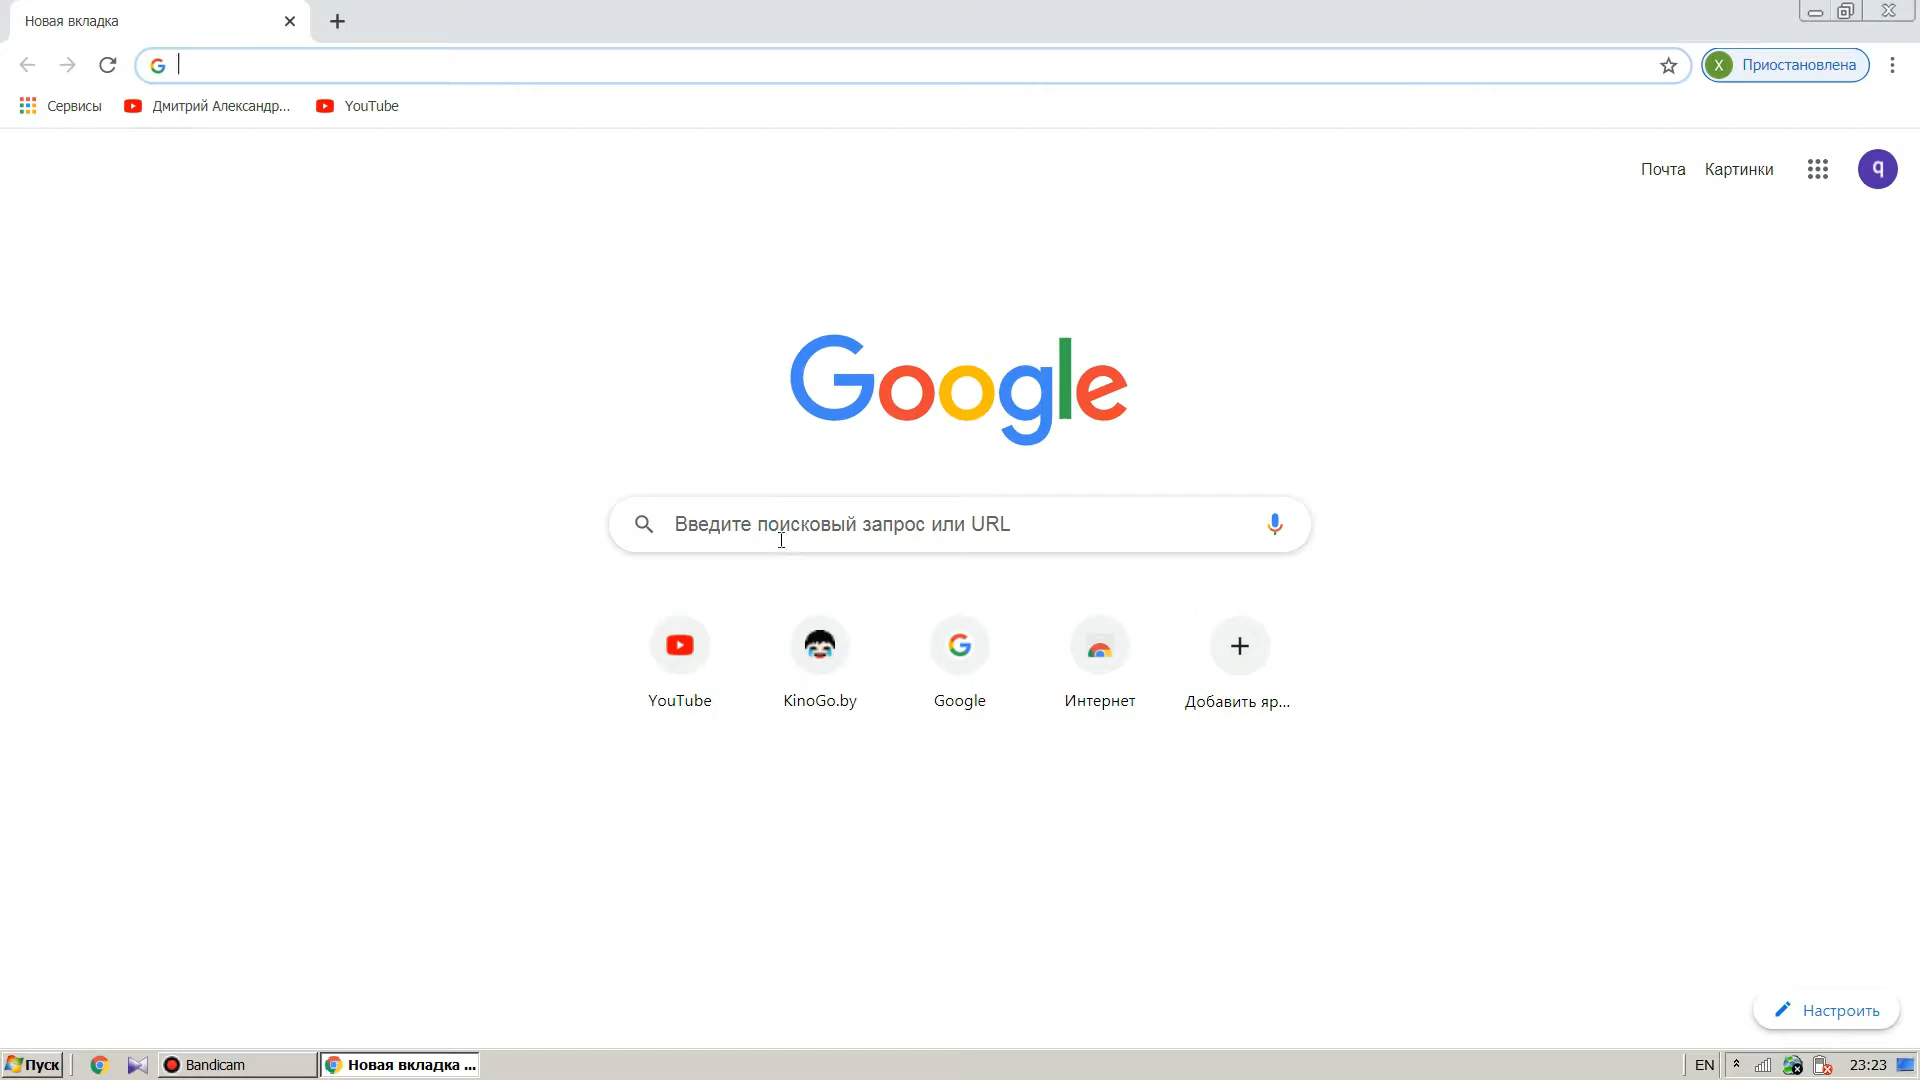 Новая вкладка
X Приостановлена
Сервисы Дмитрий Александр... YouTube
Почта Картинки q
Google
Введите поисковый запрос или URL
YouTube KinoGo.by Google Интернет Добавить яр...
Настроить
Пуск Bandicam Новая вкладка ... EN 23:23